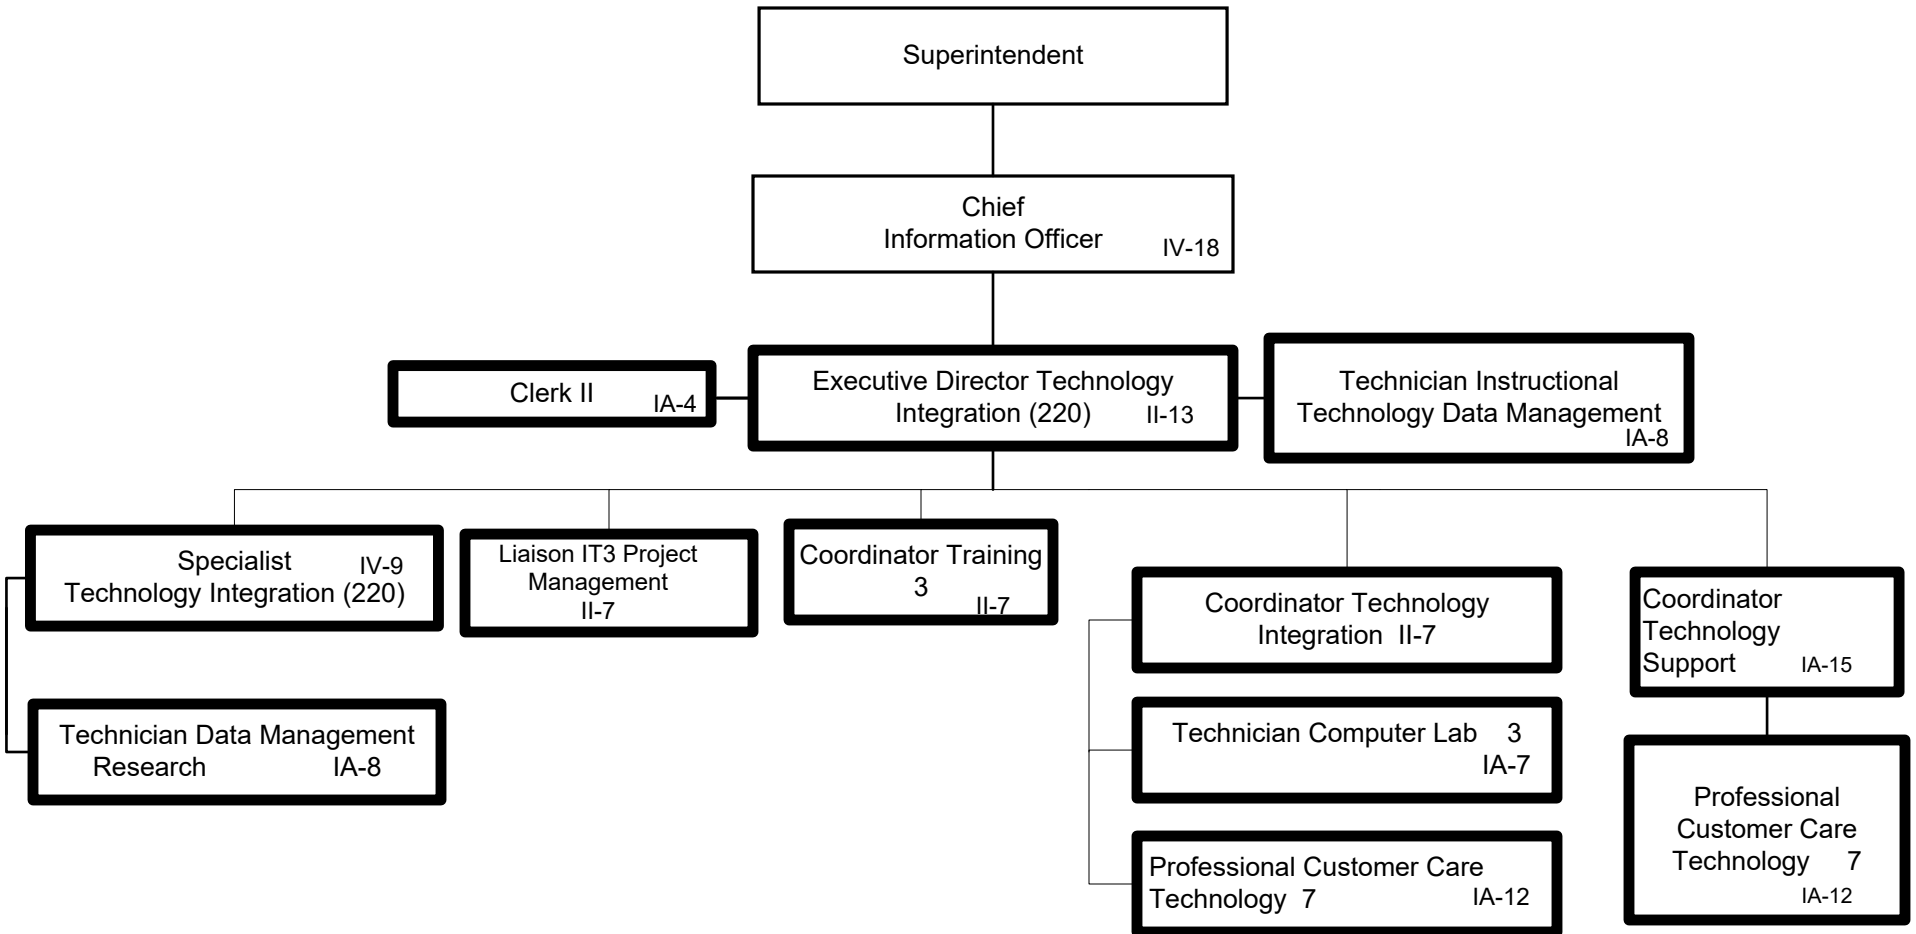 Superintendent
Chief
Information Officer IV-18
Clerk II IA-4
Executive Director Technology
Integration (220) II-13
Technician Instructional
Technology Data Management
IA-8
Specialist IV-9
Technology Integration (220)
Liaison IT3 Project
Management
II-7
Coordinator Training
3
II-7
Coordinator Technology
Integration II-7
Coordinator
Technology
Support IA-15
Technician Data Management
Research IA-8
Technician Computer Lab 3
IA-7
Professional Customer Care
Technology 7 IA-12
Professional
Customer Care
Technology 7
IA-12